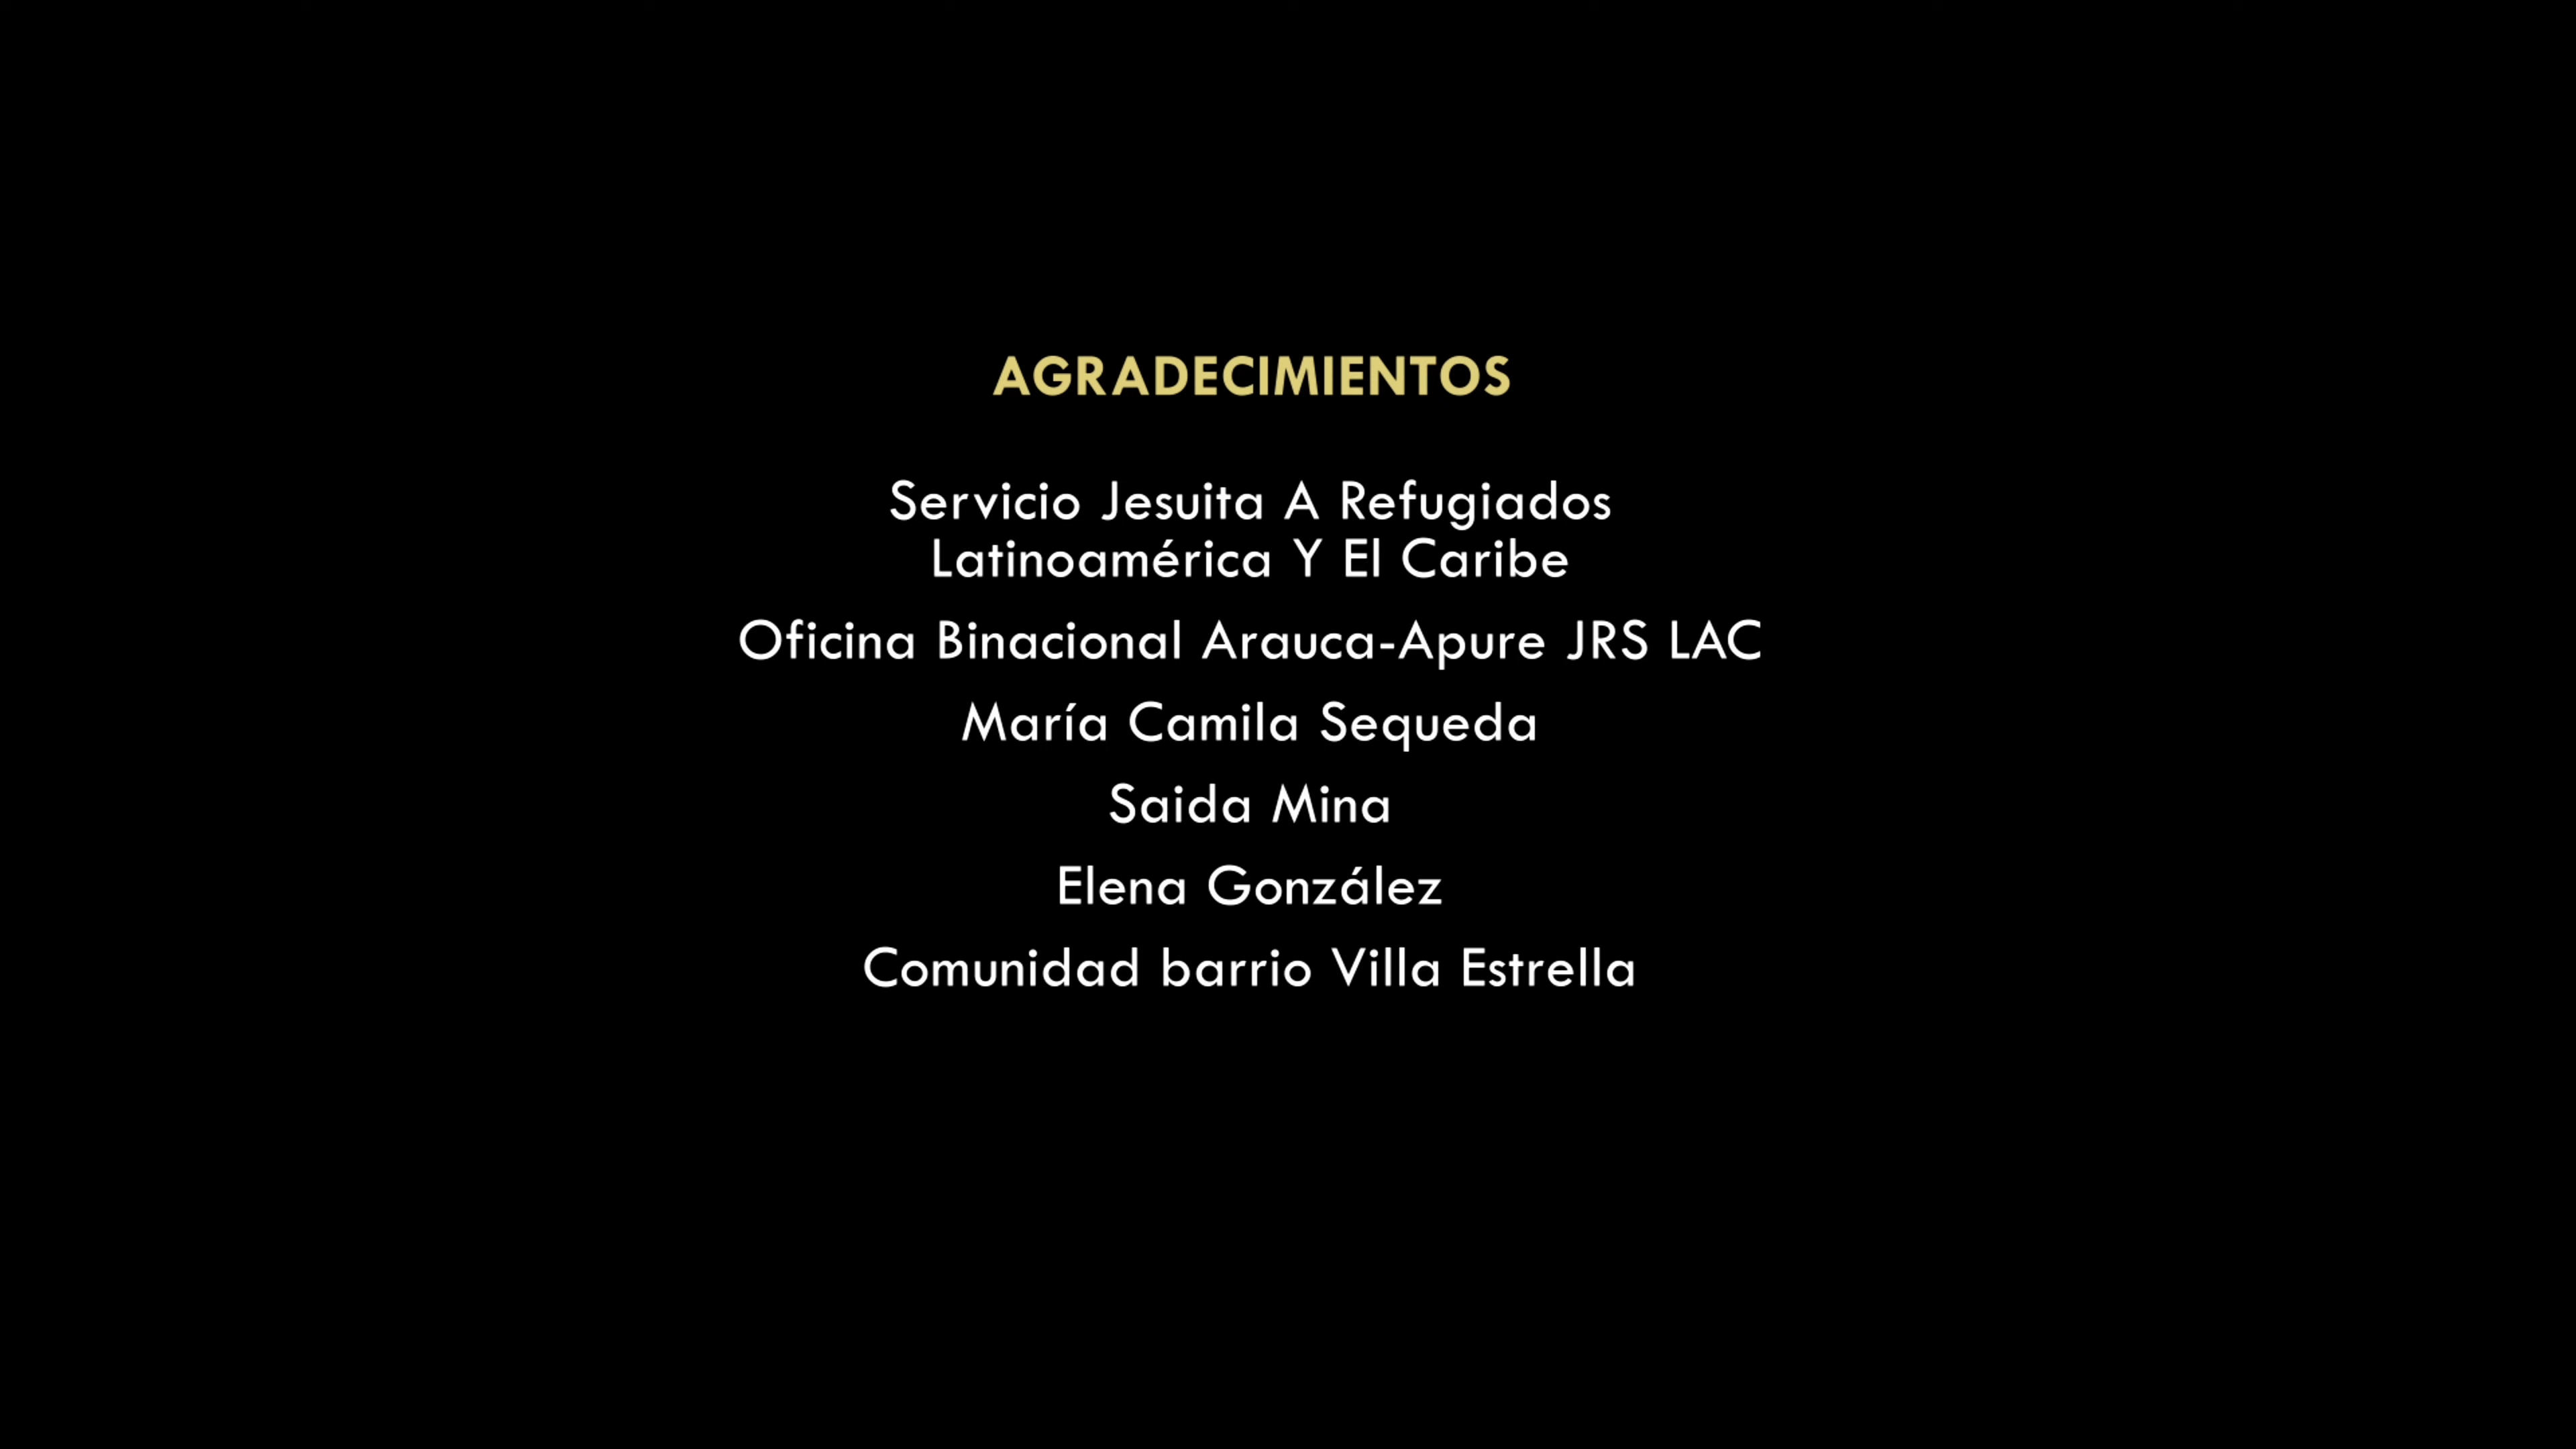 AGRADECIMIENTOS
Servicio Jesuita A Refugiados
Latinoamérica Y El Caribe
Oficina Binacional Arauca-Apure JRS LAC
María Camila Sequeda
Saida Mina
Elena González
Comunidad barrio Villa Estrella